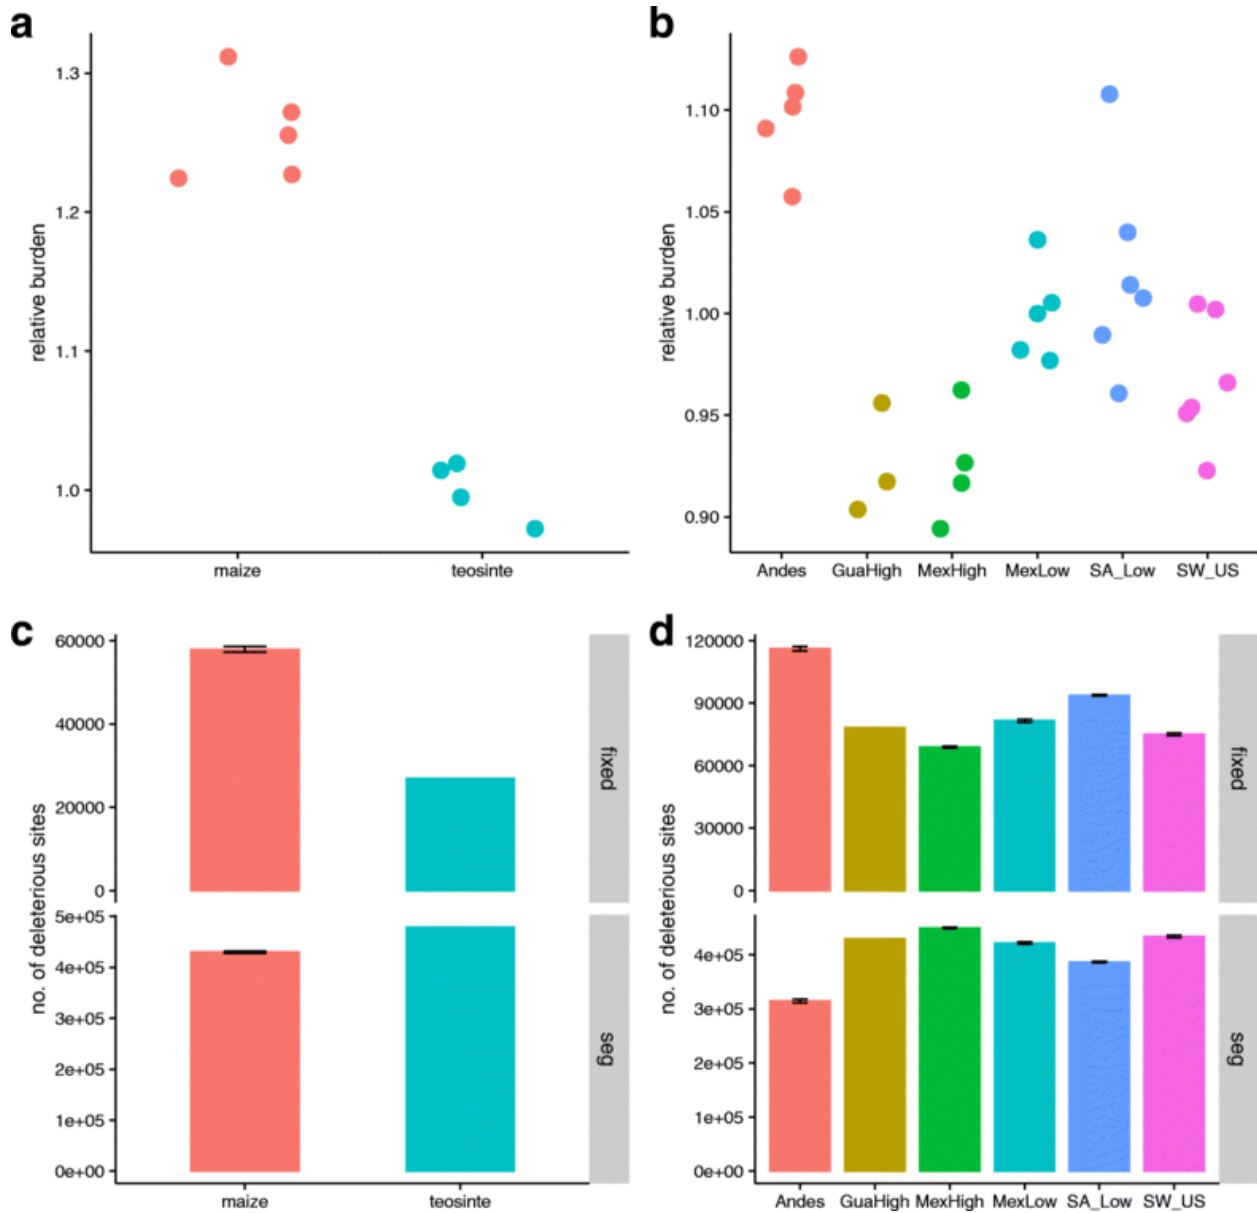 a
1.3
1.2
1.1
1.0
relative burden
maize
teosinte
b
1.10
1.05
1.00
0.95
0.90
relative burden
Andes
GuaHigh
MexHigh
MexLow
SA_Low
SW_US
c
60000
40000
20000
0
fixed
5e+05
4e+05
3e+05
2e+05
1e+05
0e+00
seg
no. of deleterious sites
maize
teosinte
d
120000
90000
60000
30000
0
fixed
4e+05
3e+05
2e+05
1e+05
0e+00
seg
no. of deleterious sites
Andes
GuaHigh
MexHigh
MexLow
SA_Low
SW_US